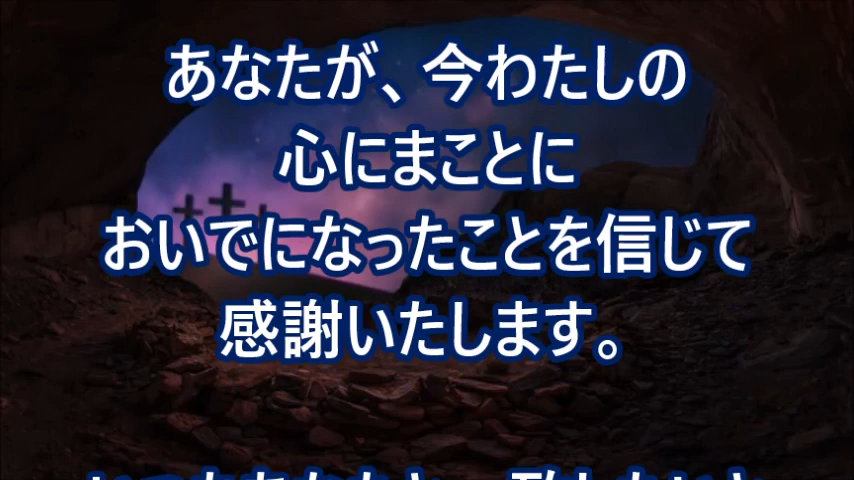 あなたが、今わたしの
心にまことに
おいでになったことを信じて
感謝いたします。